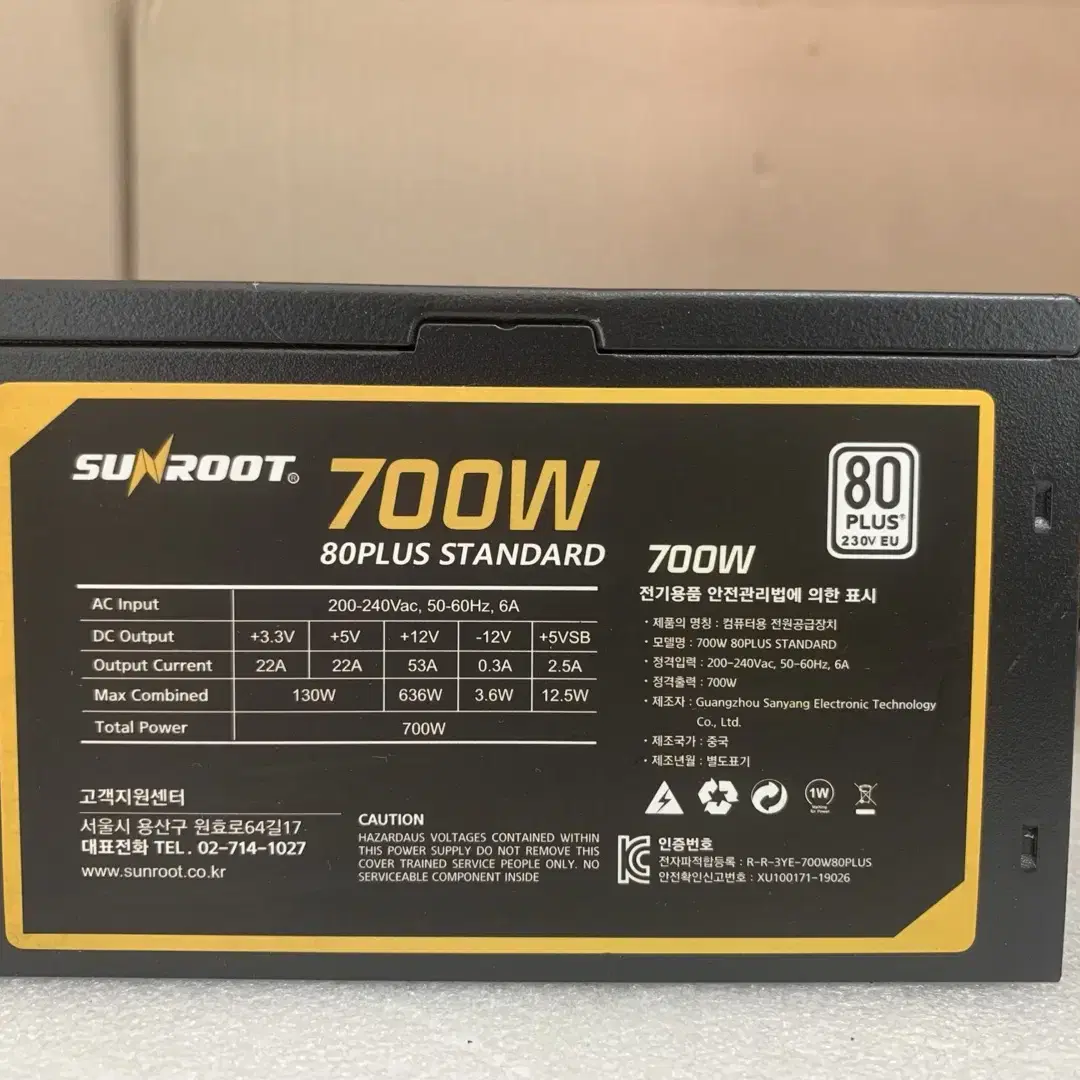 SUNROOT®
700W
80PLUS STANDARD
AC Input 200-240Vac, 50-60Hz, 6A
DC Output +3.3V +5V +12V -12V +5VSB
Output Current 22A 22A 53A 0.3A 2.5A
Max Combined 130W 636W 3.6W 12.5W
Total Power 700W
고객지원센터
서울시 용산구 원효로64길17
대표전화 TEL. 02-714-1027
www.sunroot.co.kr
CAUTION
HAZARDAUS VOLTAGES CONTAINED WITHIN
THIS POWER SUPPLY DO NOT REMOVE THIS
COVER TRAINED SERVICE PEOPLE ONLY. NO
SERVICEABLE COMPONENT INSIDE
80
PLUS®
230V EU
700W
전기용품 안전관리법에 의한 표시
· 제품의 명칭 : 컴퓨터용 전원공급장치
· 모델명 : 700W 80PLUS STANDARD
· 정격입력 : 200-240Vac, 50-60Hz, 6A
· 정격출력 : 700W
· 제조자 : Guangzhou Sanyang Electronic Technology
Co., Ltd.
· 제조국가 : 중국
· 제조년월 : 별도표기
1W
인증번호
전자파적합등록 : R-R-3YE-700W80PLUS
안전확인신고번호 : XU100171-19026